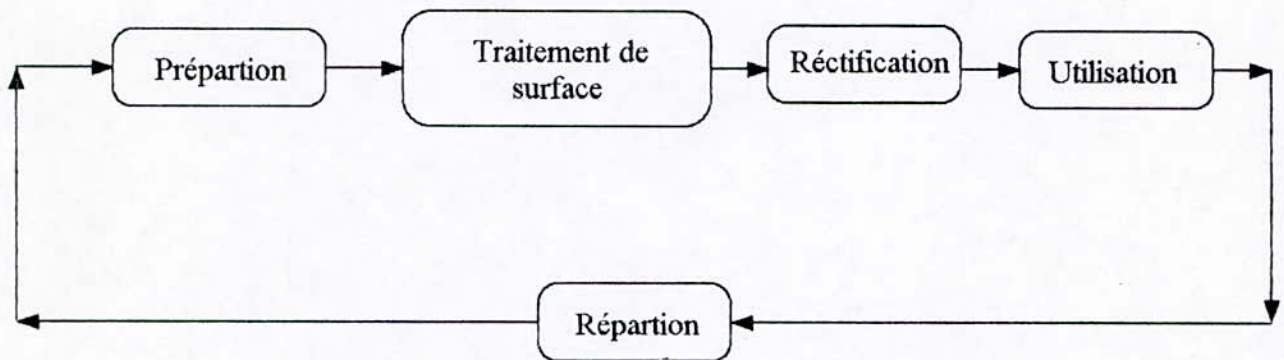 Prépartion
Traitement de
surface
Réctification
Utilisation
Répartion